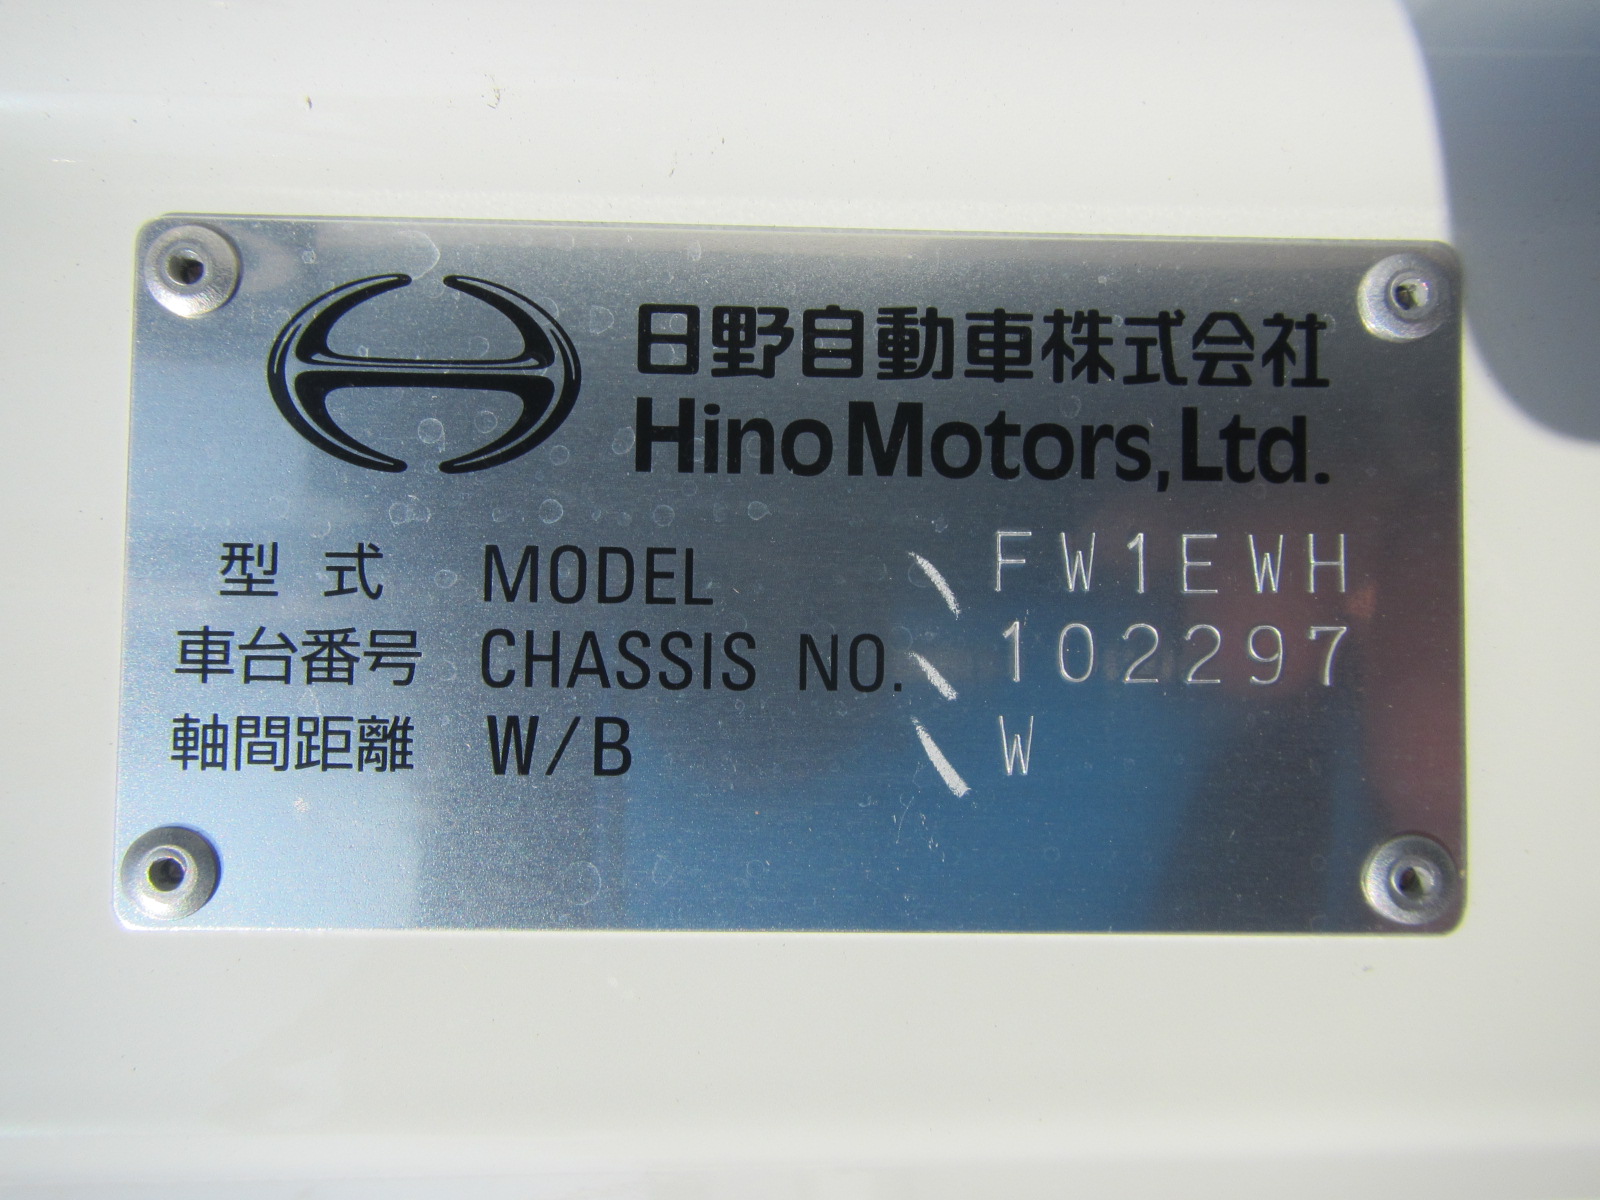 日野自動車株式会社
Hino Motors, Ltd.
型式 MODEL FW1EWH
車台番号 CHASSIS NO. 102297
軸間距離 W/B W